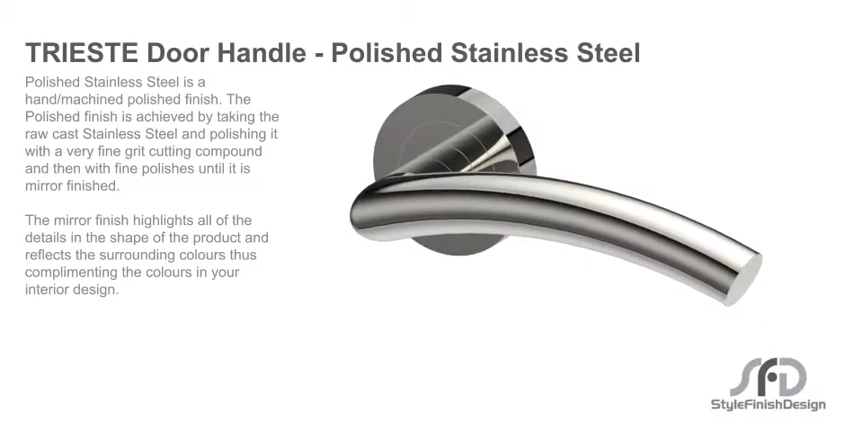 TRIESTE Door Handle - Polished Stainless Steel
Polished Stainless Steel is a
hand/machined polished finish. The
Polished finish is achieved by taking the
raw cast Stainless Steel and polishing it
with a very fine grit cutting compound
and then with fine polishes until it is
mirror finished.
The mirror finish highlights all of the
details in the shape of the product and
reflects the surrounding colours thus
complimenting the colours in your
interior design.
SFD
StyleFinishDesign